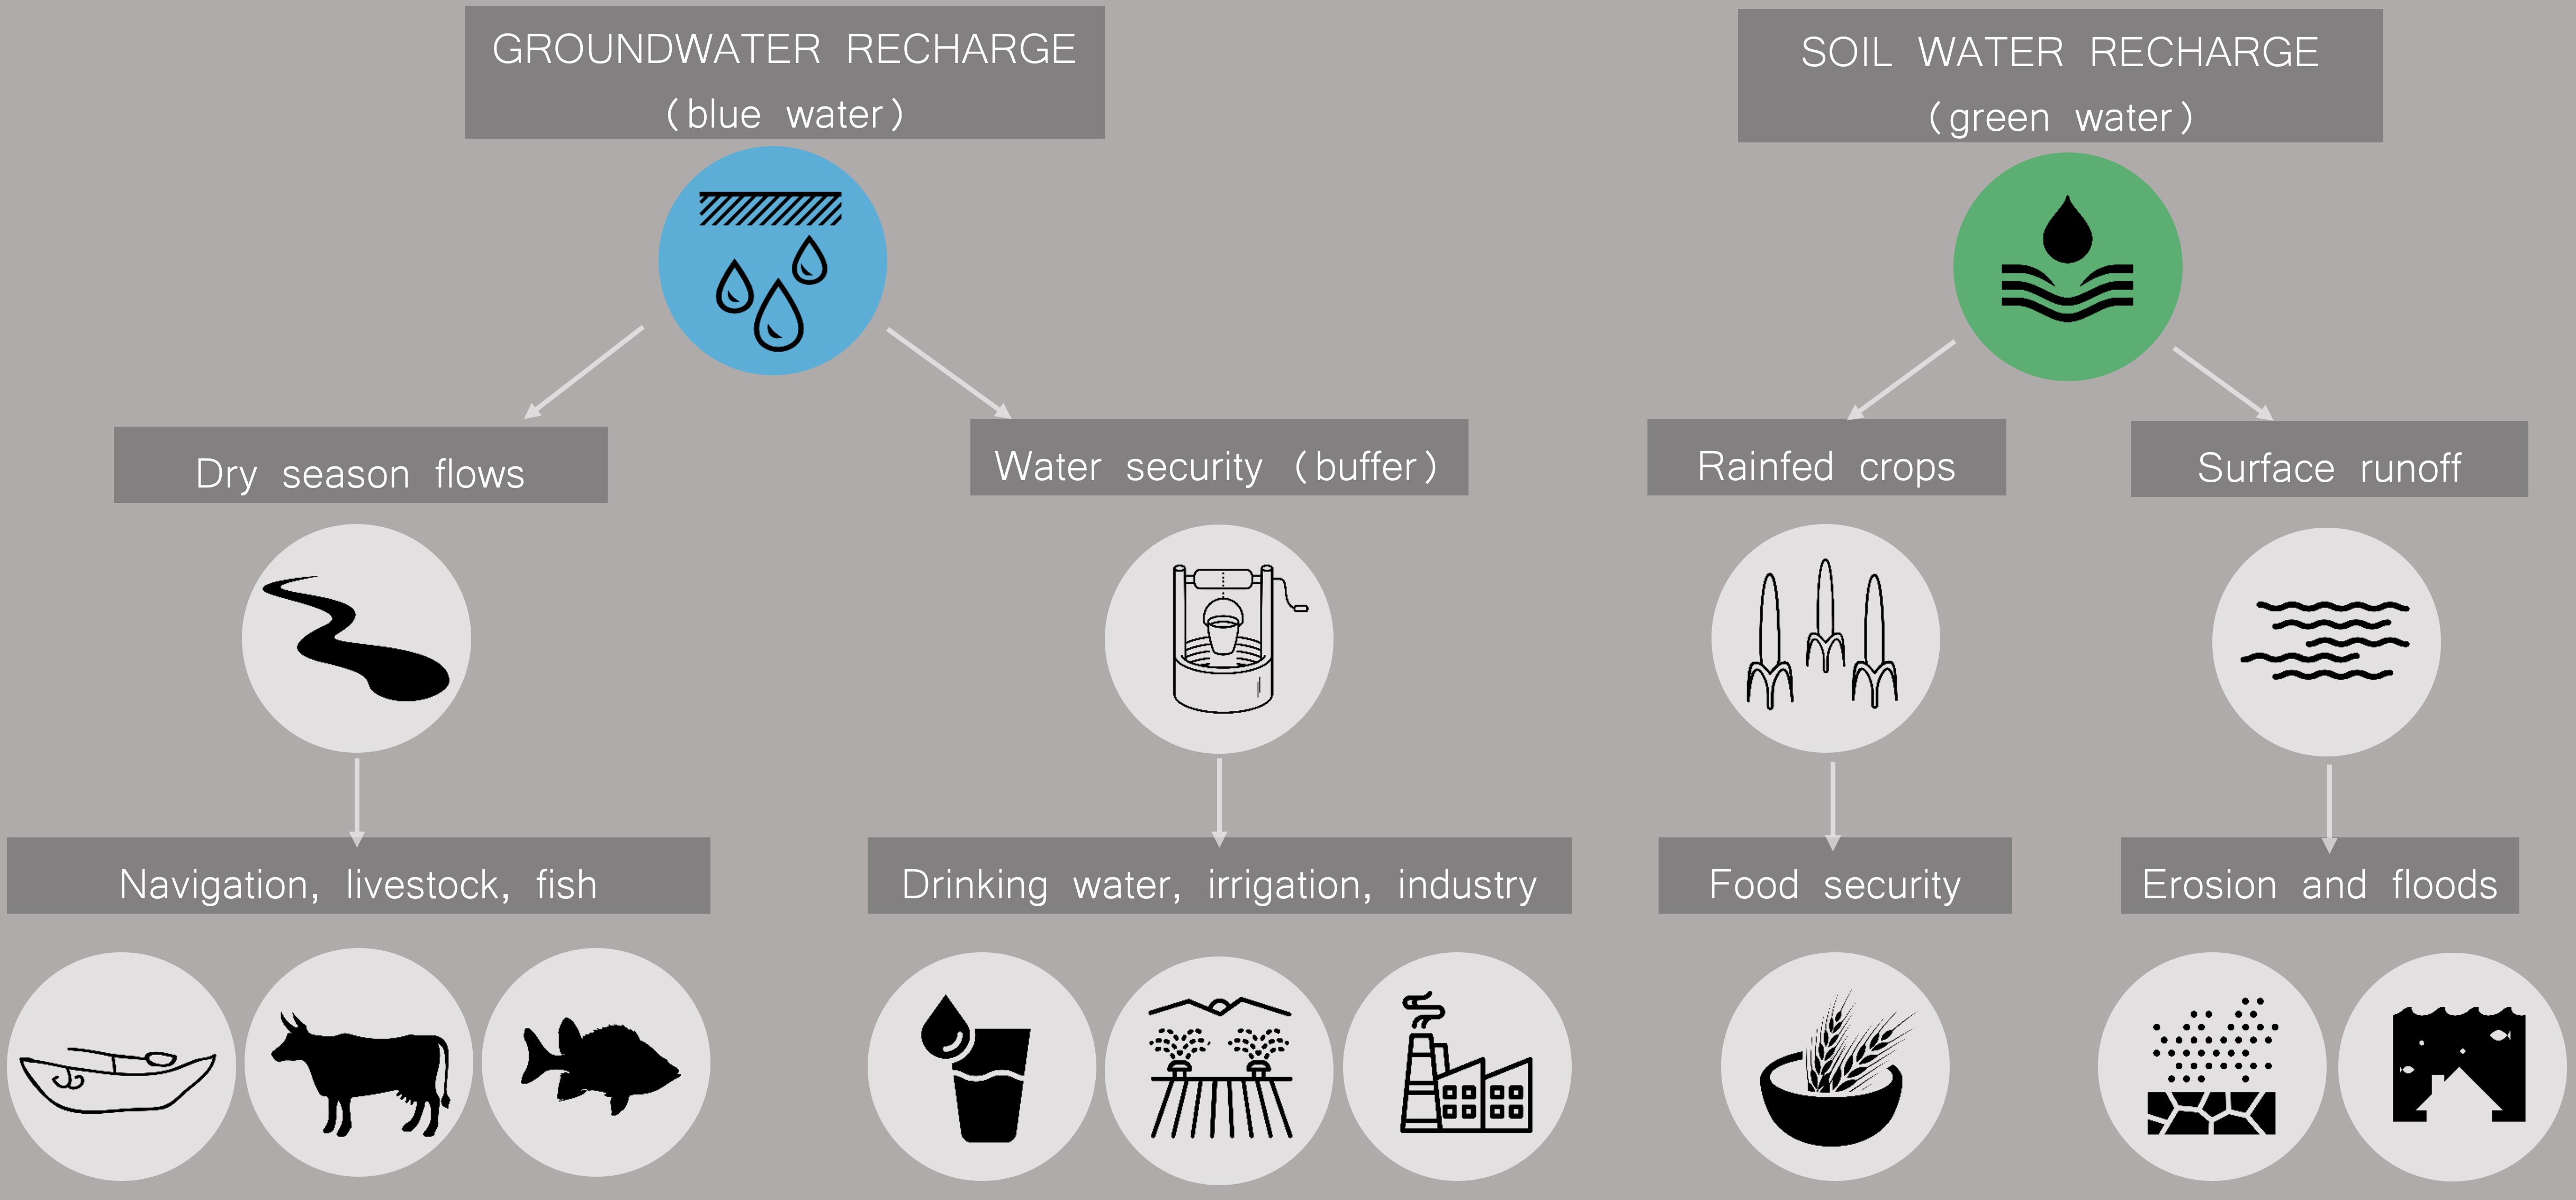 GROUNDWATER RECHARGE
(blue water)
SOIL WATER RECHARGE
(green water)
Dry season flows
Water security (buffer)
Rainfed crops
Surface runoff
Navigation, livestock, fish
Drinking water, irrigation, industry
Food security
Erosion and floods